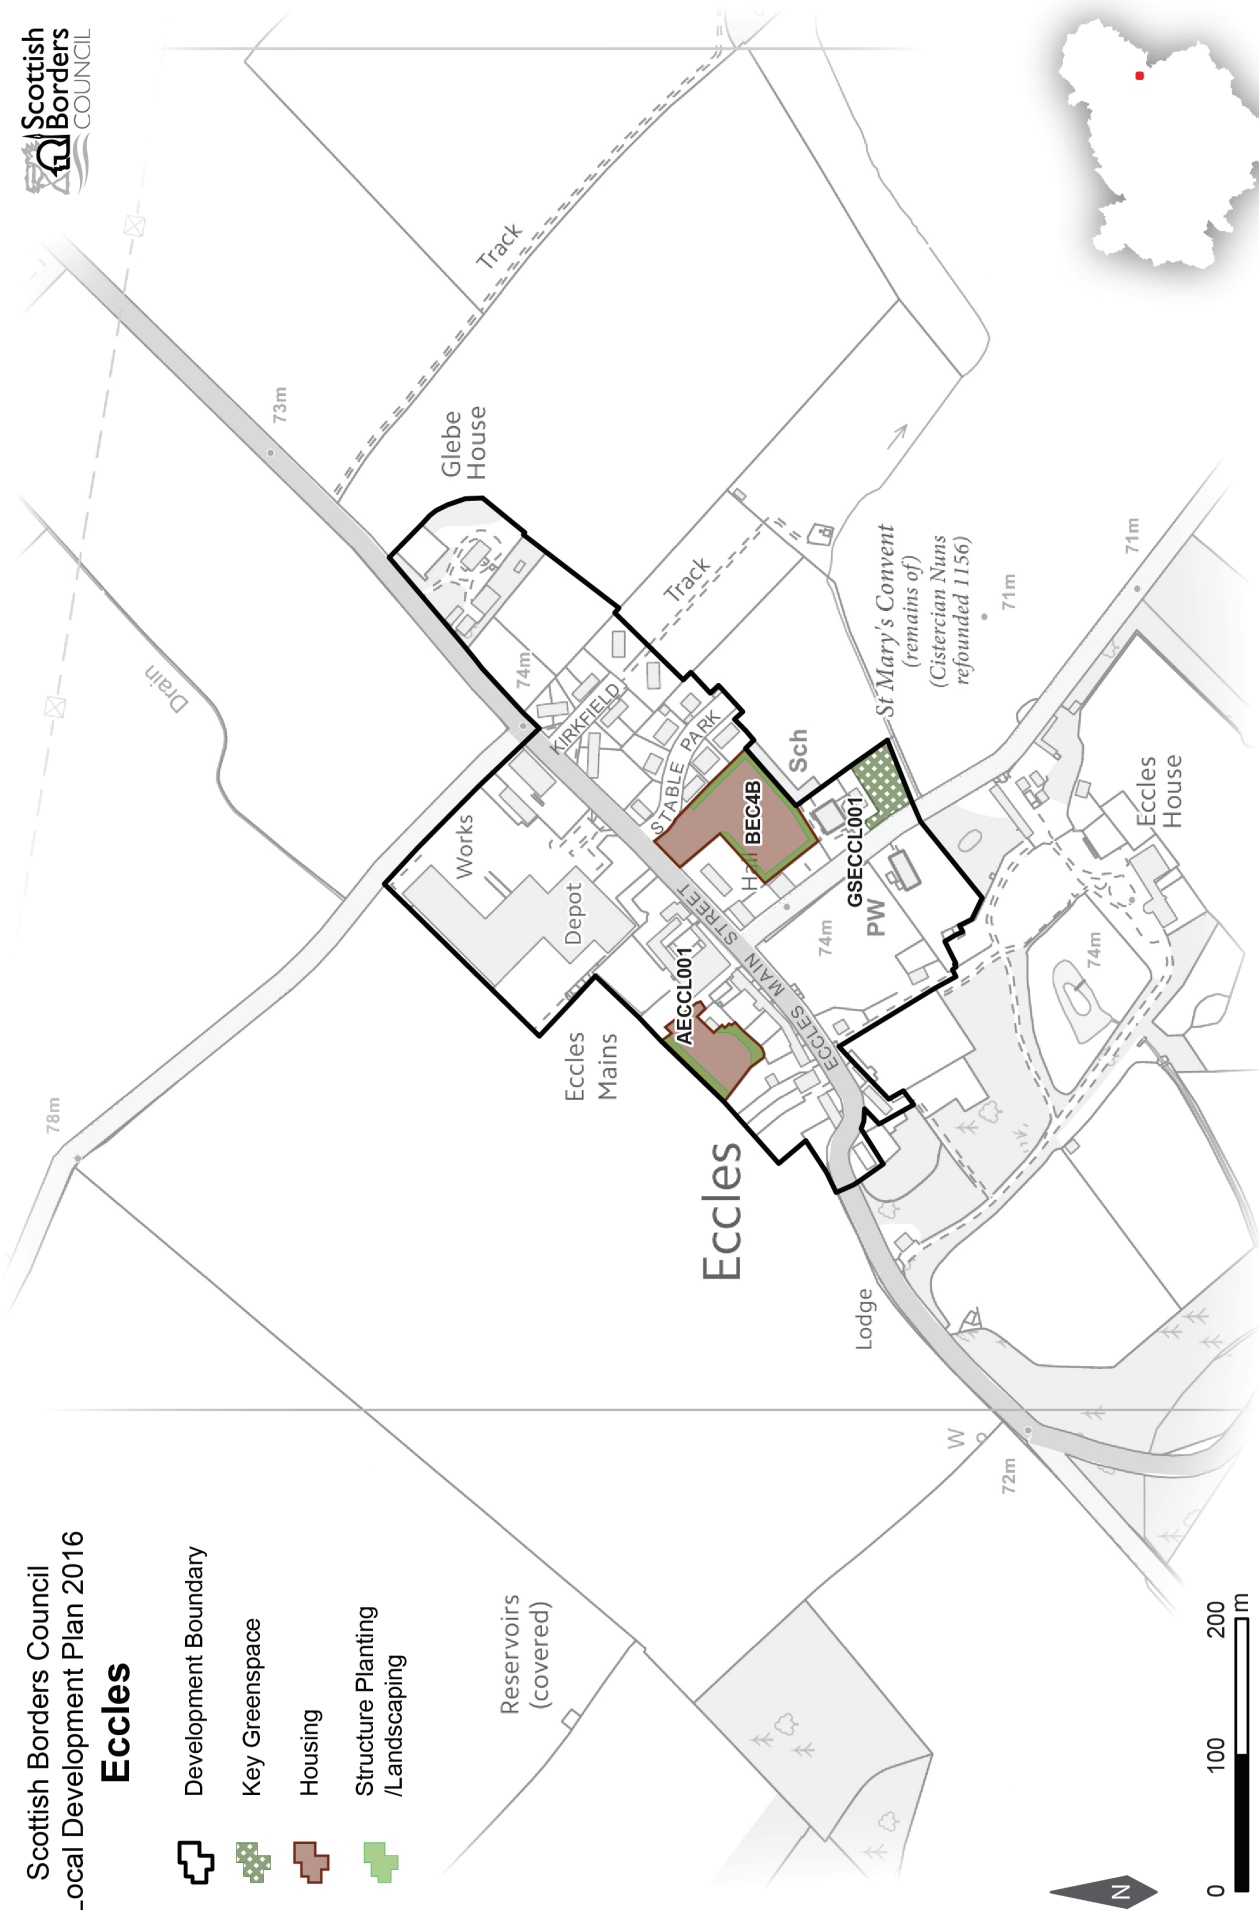 Scottish Borders Council
Local Development Plan 2016
Eccles
Development Boundary
Key Greenspace
Housing
Structure Planting
/Landscaping
Scottish
Borders
COUNCIL
78m
Drain
73m
Track
Works
Depot
Eccles
Mains
74m
KIRKFIELD
Glebe
House
STABLE PARK
Track
Eccles
AECCL001
ECCLES MAIN STREET
Hall
BEC4B
Sch
74m
PW
GSECCL001
St Mary's Convent
(remains of)
(Cistercian Nuns
refounded 1156)
71m
71m
Reservoirs
(covered)
Lodge
W
72m
74m
Eccles
House
N
0 100 200
m